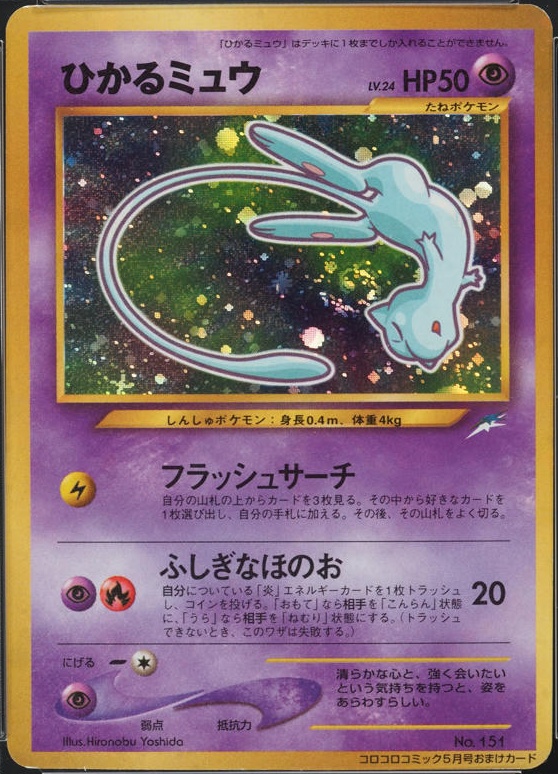 「ひかるミュウ」はデッキに1枚までしか入れることができません。
ひかるミュウ
LV.24 HP50
たねポケモン
しんしゅポケモン：身長0.4m、体重4kg
フラッシュサーチ
自分の山札の上からカードを3枚見る。その中から好きなカードを
1枚選び出し、自分の手札に加える。その後、その山札をよく切る。
ふしぎなほのお
自分についている「炎」エネルギーカードを1枚トラッシュ
し、コインを投げる。「おもて」なら相手を「こんらん」状態
に、「うら」なら相手を「ねむり」状態にする。（トラッシュ
できないとき、このワザは失敗する。）
20
にげる
弱点 抵抗力
清らかな心と、強く会いたい
という気持ちを持つと、姿を
あらわすらしい。
Illus.Hironobu Yoshida
No.151
コロコロコミック5月号おまけカード